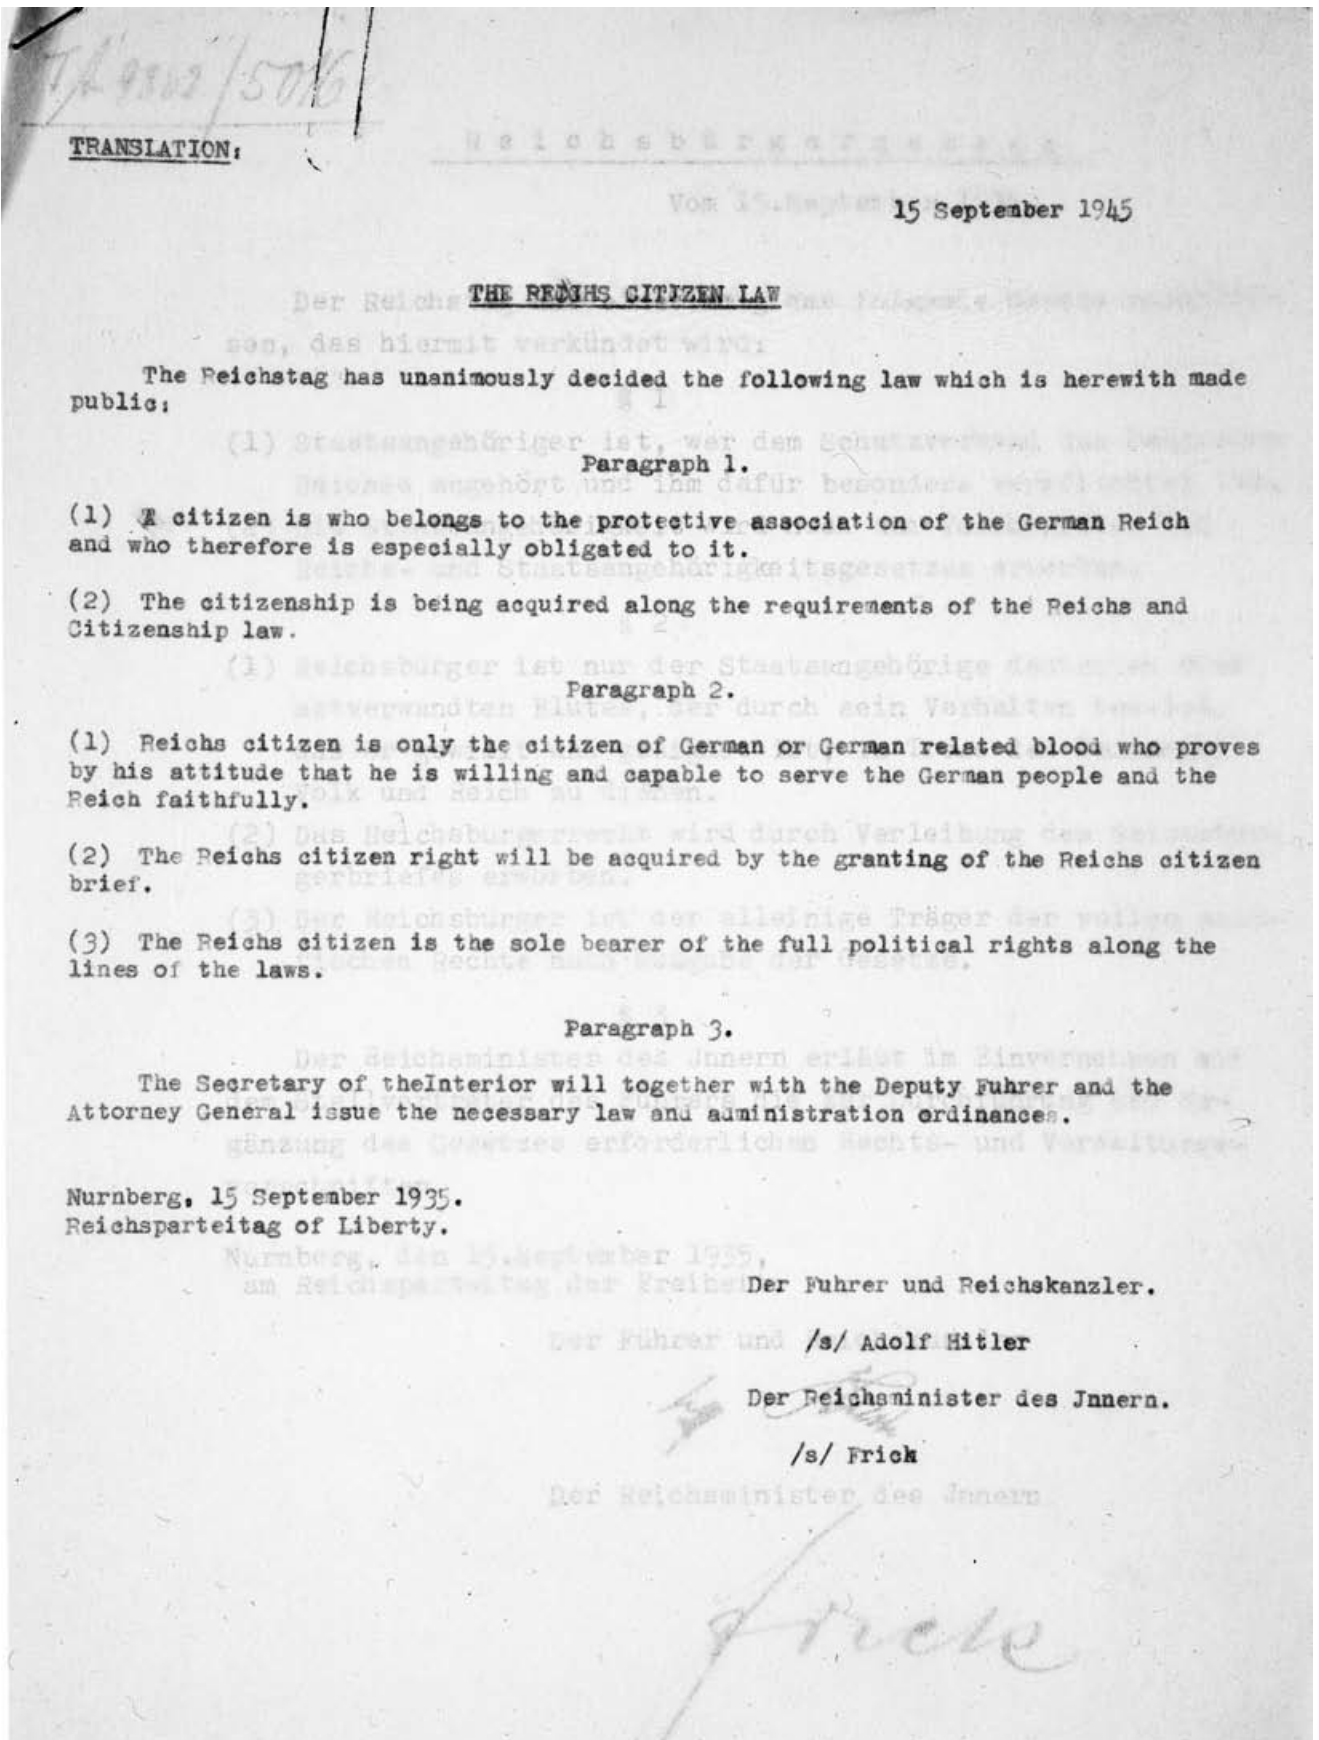 TRANSLATION:
15 September 1945
THE REICHS CITIZEN LAW
The Reichstag has unanimously decided the following law which is herewith made
public:
Paragraph 1.
(1) A citizen is who belongs to the protective association of the German Reich
and who therefore is especially obligated to it.
(2) The citizenship is being acquired along the requirements of the Reichs and
Citizenship law.
Paragraph 2.
(1) Reichs citizen is only the citizen of German or German related blood who proves
by his attitude that he is willing and capable to serve the German people and the
Reich faithfully.
(2) The Reichs citizen right will be acquired by the granting of the Reichs citizen
brief.
(3) The Reichs citizen is the sole bearer of the full political rights along the
lines of the laws.
Paragraph 3.
The Secretary of theInterior will together with the Deputy Fuhrer and the
Attorney General issue the necessary law and administration ordinances.
Nurnberg, 15 September 1935.
Reichsparteitag of Liberty.
Der Fuhrer und Reichskanzler.
/s/ Adolf Hitler
Der Reichsminister des Jnnern.
/s/ Frick
Der Reichsminister des Jnnern
Frick